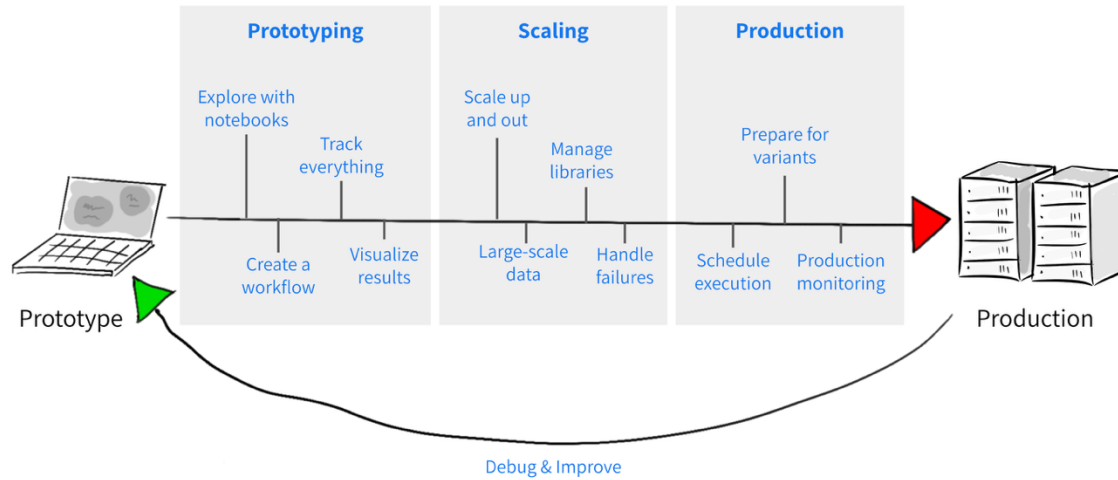 Prototyping
Scaling
Production
Explore with
notebooks
Track
everything
Create a
workflow
Visualize
results
Scale up
and out
Manage
libraries
Large-scale
data
Handle
failures
Prepare for
variants
Schedule
execution
Production
monitoring
Prototype
Production
Debug & Improve